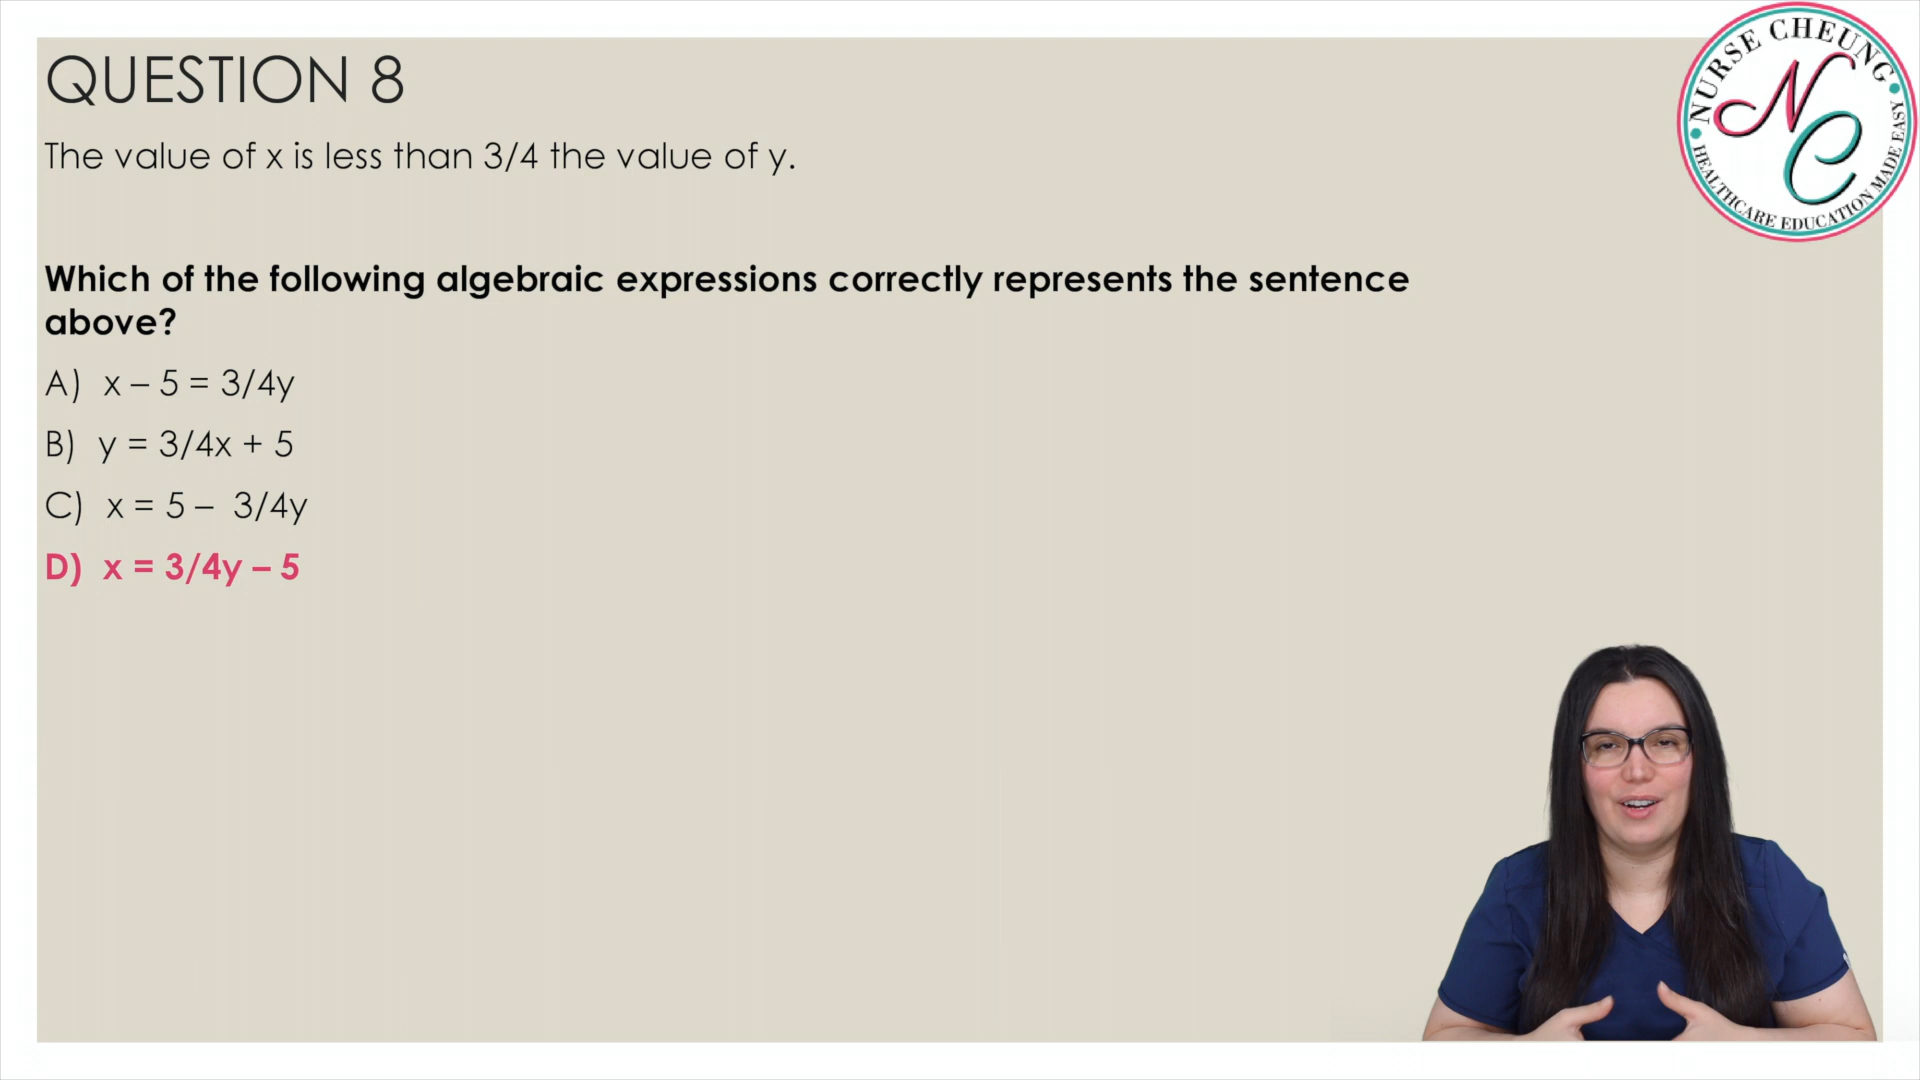 QUESTION 8
The value of x is less than 3/4 the value of y.
Which of the following algebraic expressions correctly represents the sentence
above?
A) x – 5 = 3/4y
B) y = 3/4x + 5
C) x = 5 – 3/4y
D) x = 3/4y – 5
NURSE CHEUNG
NC
HEALTHCARE EDUCATION MADE EASY